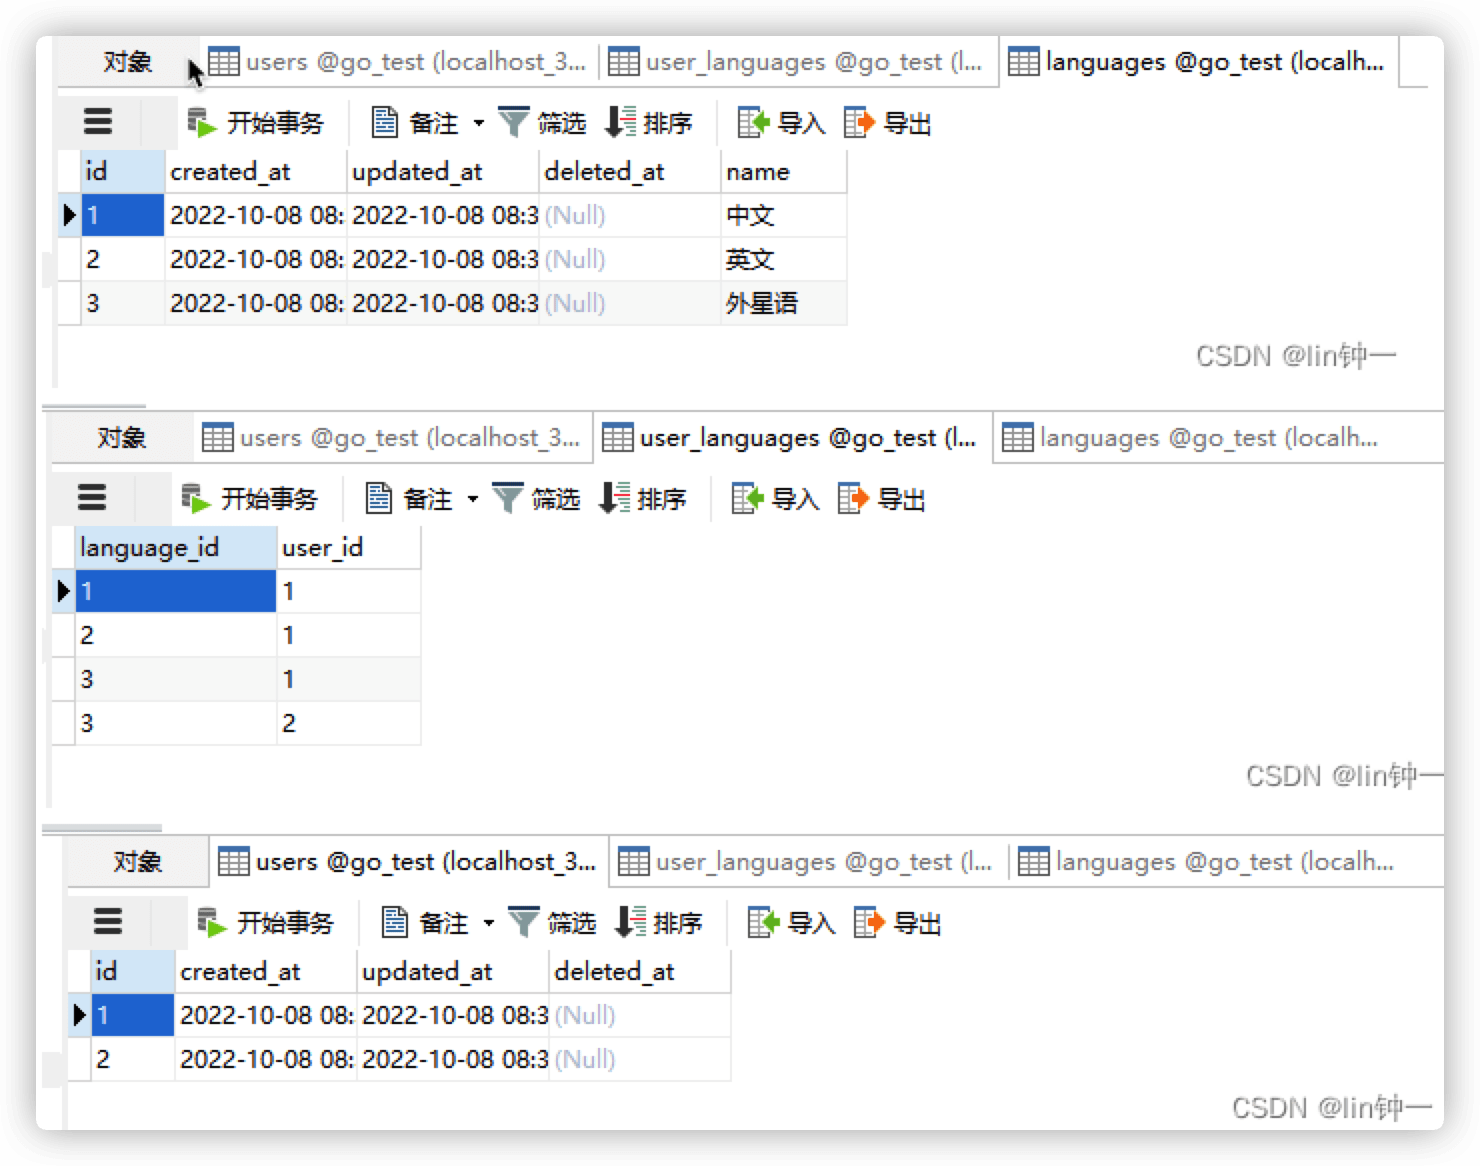 对象 users @go_test (localhost_3... user_languages @go_test (l... languages @go_test (localh...
开始事务 备注 筛选 排序 导入 导出
id created_at updated_at deleted_at name
1 2022-10-08 08: 2022-10-08 08:3 (Null) 中文
2 2022-10-08 08: 2022-10-08 08:3 (Null) 英文
3 2022-10-08 08: 2022-10-08 08:3 (Null) 外星语
CSDN @lin钟一
对象 users @go_test (localhost_3... user_languages @go_test (l... languages @go_test (localh...
开始事务 备注 筛选 排序 导入 导出
language_id user_id
1 1
2 1
3 1
3 2
CSDN @lin钟一
对象 users @go_test (localhost_3... user_languages @go_test (l... languages @go_test (localh...
开始事务 备注 筛选 排序 导入 导出
id created_at updated_at deleted_at
1 2022-10-08 08: 2022-10-08 08:3 (Null)
2 2022-10-08 08: 2022-10-08 08:3 (Null)
CSDN @lin钟一